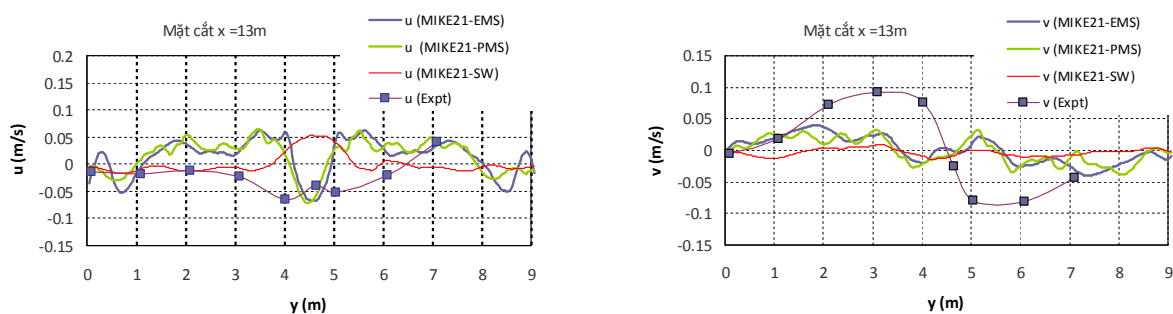 Mặt cắt x =13m
u (MIKE21-EMS)
u (MIKE21-PMS)
u (MIKE21-SW)
u (Expt)
0.2
0.15
0.1
0.05
0
-0.05
-0.1
-0.15
u (m/s)
0 1 2 3 4 5 6 7 8 9
y (m)
Mặt cắt x =13m
v (MIKE21-EMS)
v (MIKE21-PMS)
v (MIKE21-SW)
v (Expt)
0.15
0.1
0.05
0
-0.05
-0.1
-0.15
v (m/s)
0 1 2 3 4 5 6 7 8 9
y (m)